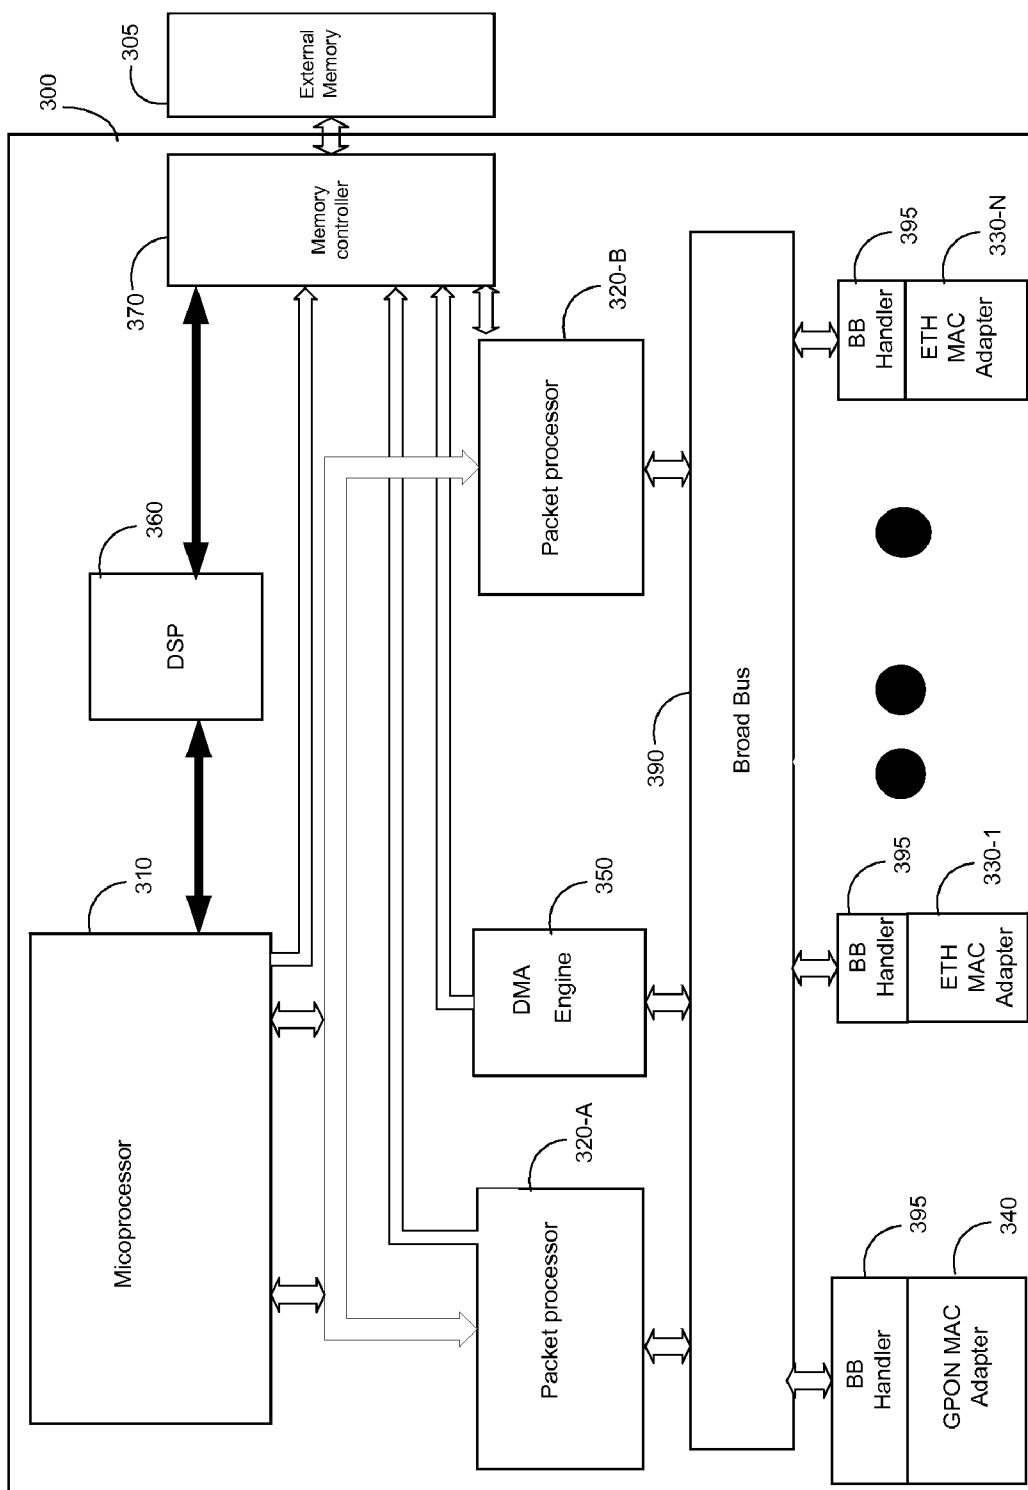 300
305
External
Memory
370
Memory
controller
360
DSP
310
Micoprocessor
320-B
Packet processor
350
DMA
Engine
320-A
Packet processor
390
Broad Bus
395
BB
Handler
330-N
ETH
MAC
Adapter
395
BB
Handler
330-1
ETH
MAC
Adapter
395
BB
Handler
340
GPON MAC
Adapter